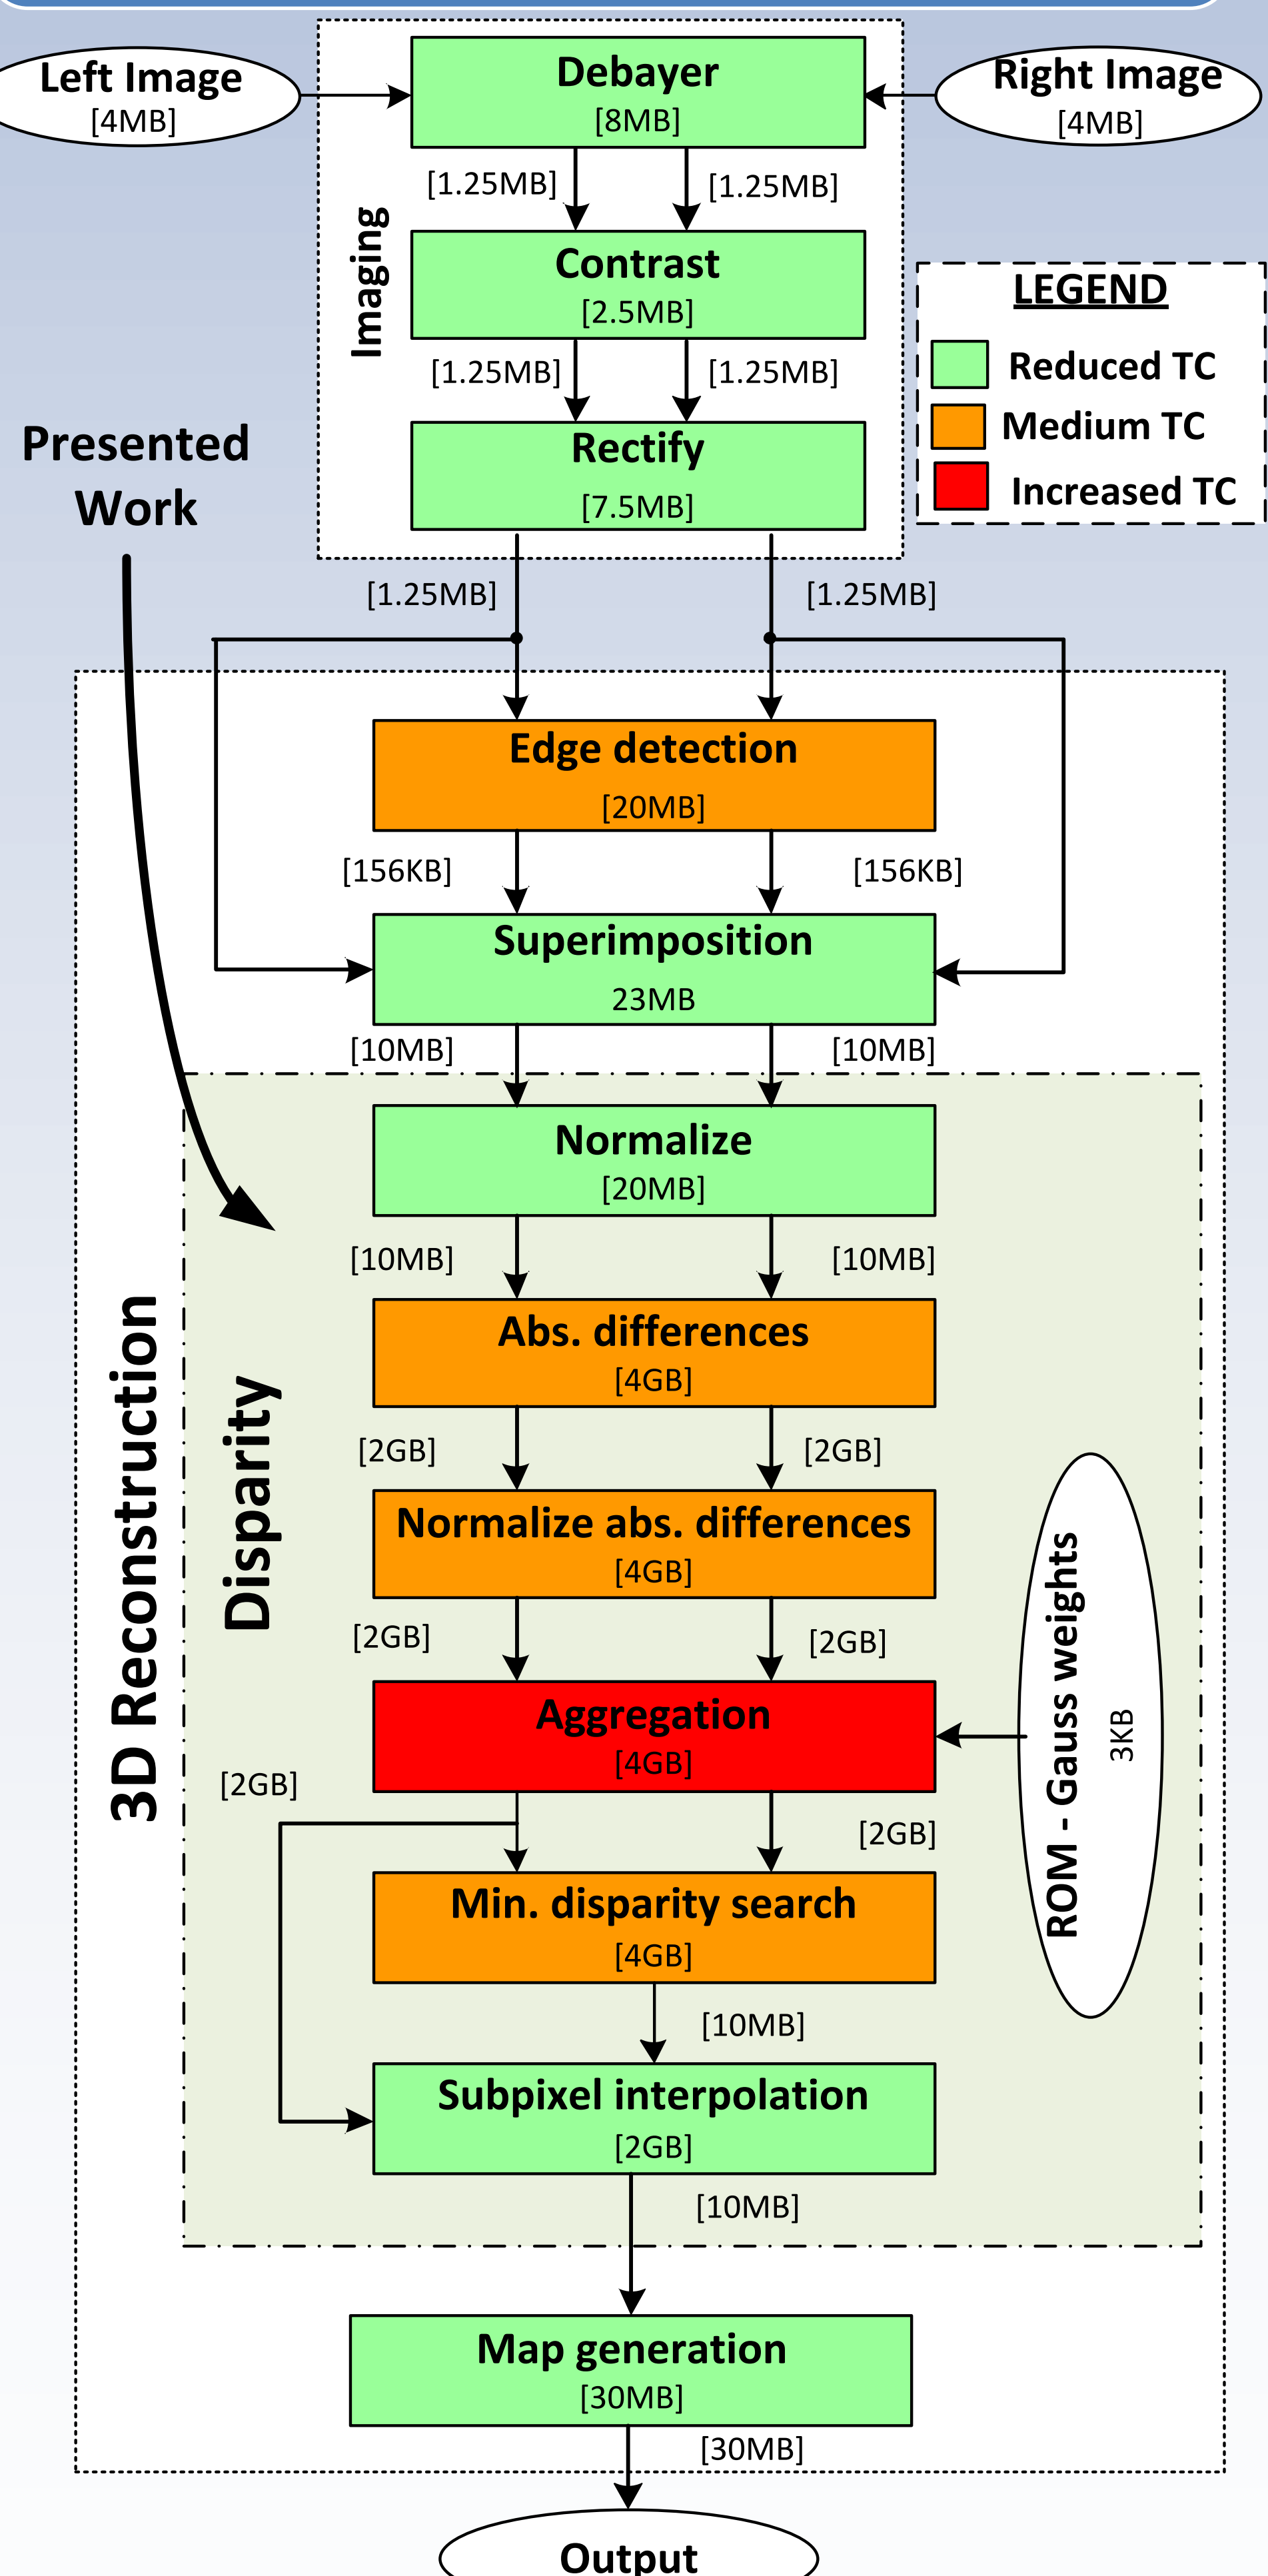 Left Image
[4MB]
Debayer
[8MB]
Right Image
[4MB]
[1.25MB]
[1.25MB]
Imaging
Contrast
[2.5MB]
[1.25MB]
[1.25MB]
Rectify
[7.5MB]
LEGEND
Reduced TC
Medium TC
Increased TC
Presented
Work
[1.25MB]
[1.25MB]
Edge detection
[20MB]
[156KB]
[156KB]
Superimposition
23MB
[10MB]
[10MB]
Normalize
[20MB]
[10MB]
[10MB]
3D Reconstruction
Disparity
Abs. differences
[4GB]
[2GB]
[2GB]
Normalize abs. differences
[4GB]
[2GB]
[2GB]
Aggregation
[4GB]
ROM - Gauss weights
3KB
[2GB]
[2GB]
Min. disparity search
[4GB]
[10MB]
Subpixel interpolation
[2GB]
[10MB]
Map generation
[30MB]
[30MB]
Output